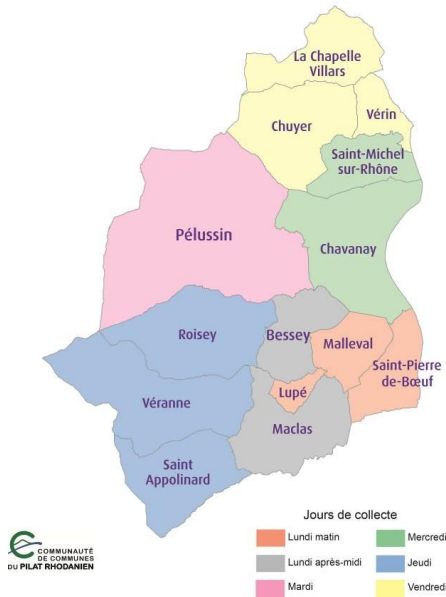 La Chapelle
Villars
Chuyer
Vérin
Saint-Michel
sur-Rhône
Pélussin
Chavanay
Roisey
Bessey
Malleval
Saint-Pierre
de-Bœuf
Lupé
Véranne
Maclas
Saint
Appolinard
Jours de collecte
Lundi matin
Mercredi
Lundi après-midi
Jeudi
Mardi
Vendredi
COMMUNAUTÉ
DE COMMUNES
DU PILAT RHODANIEN